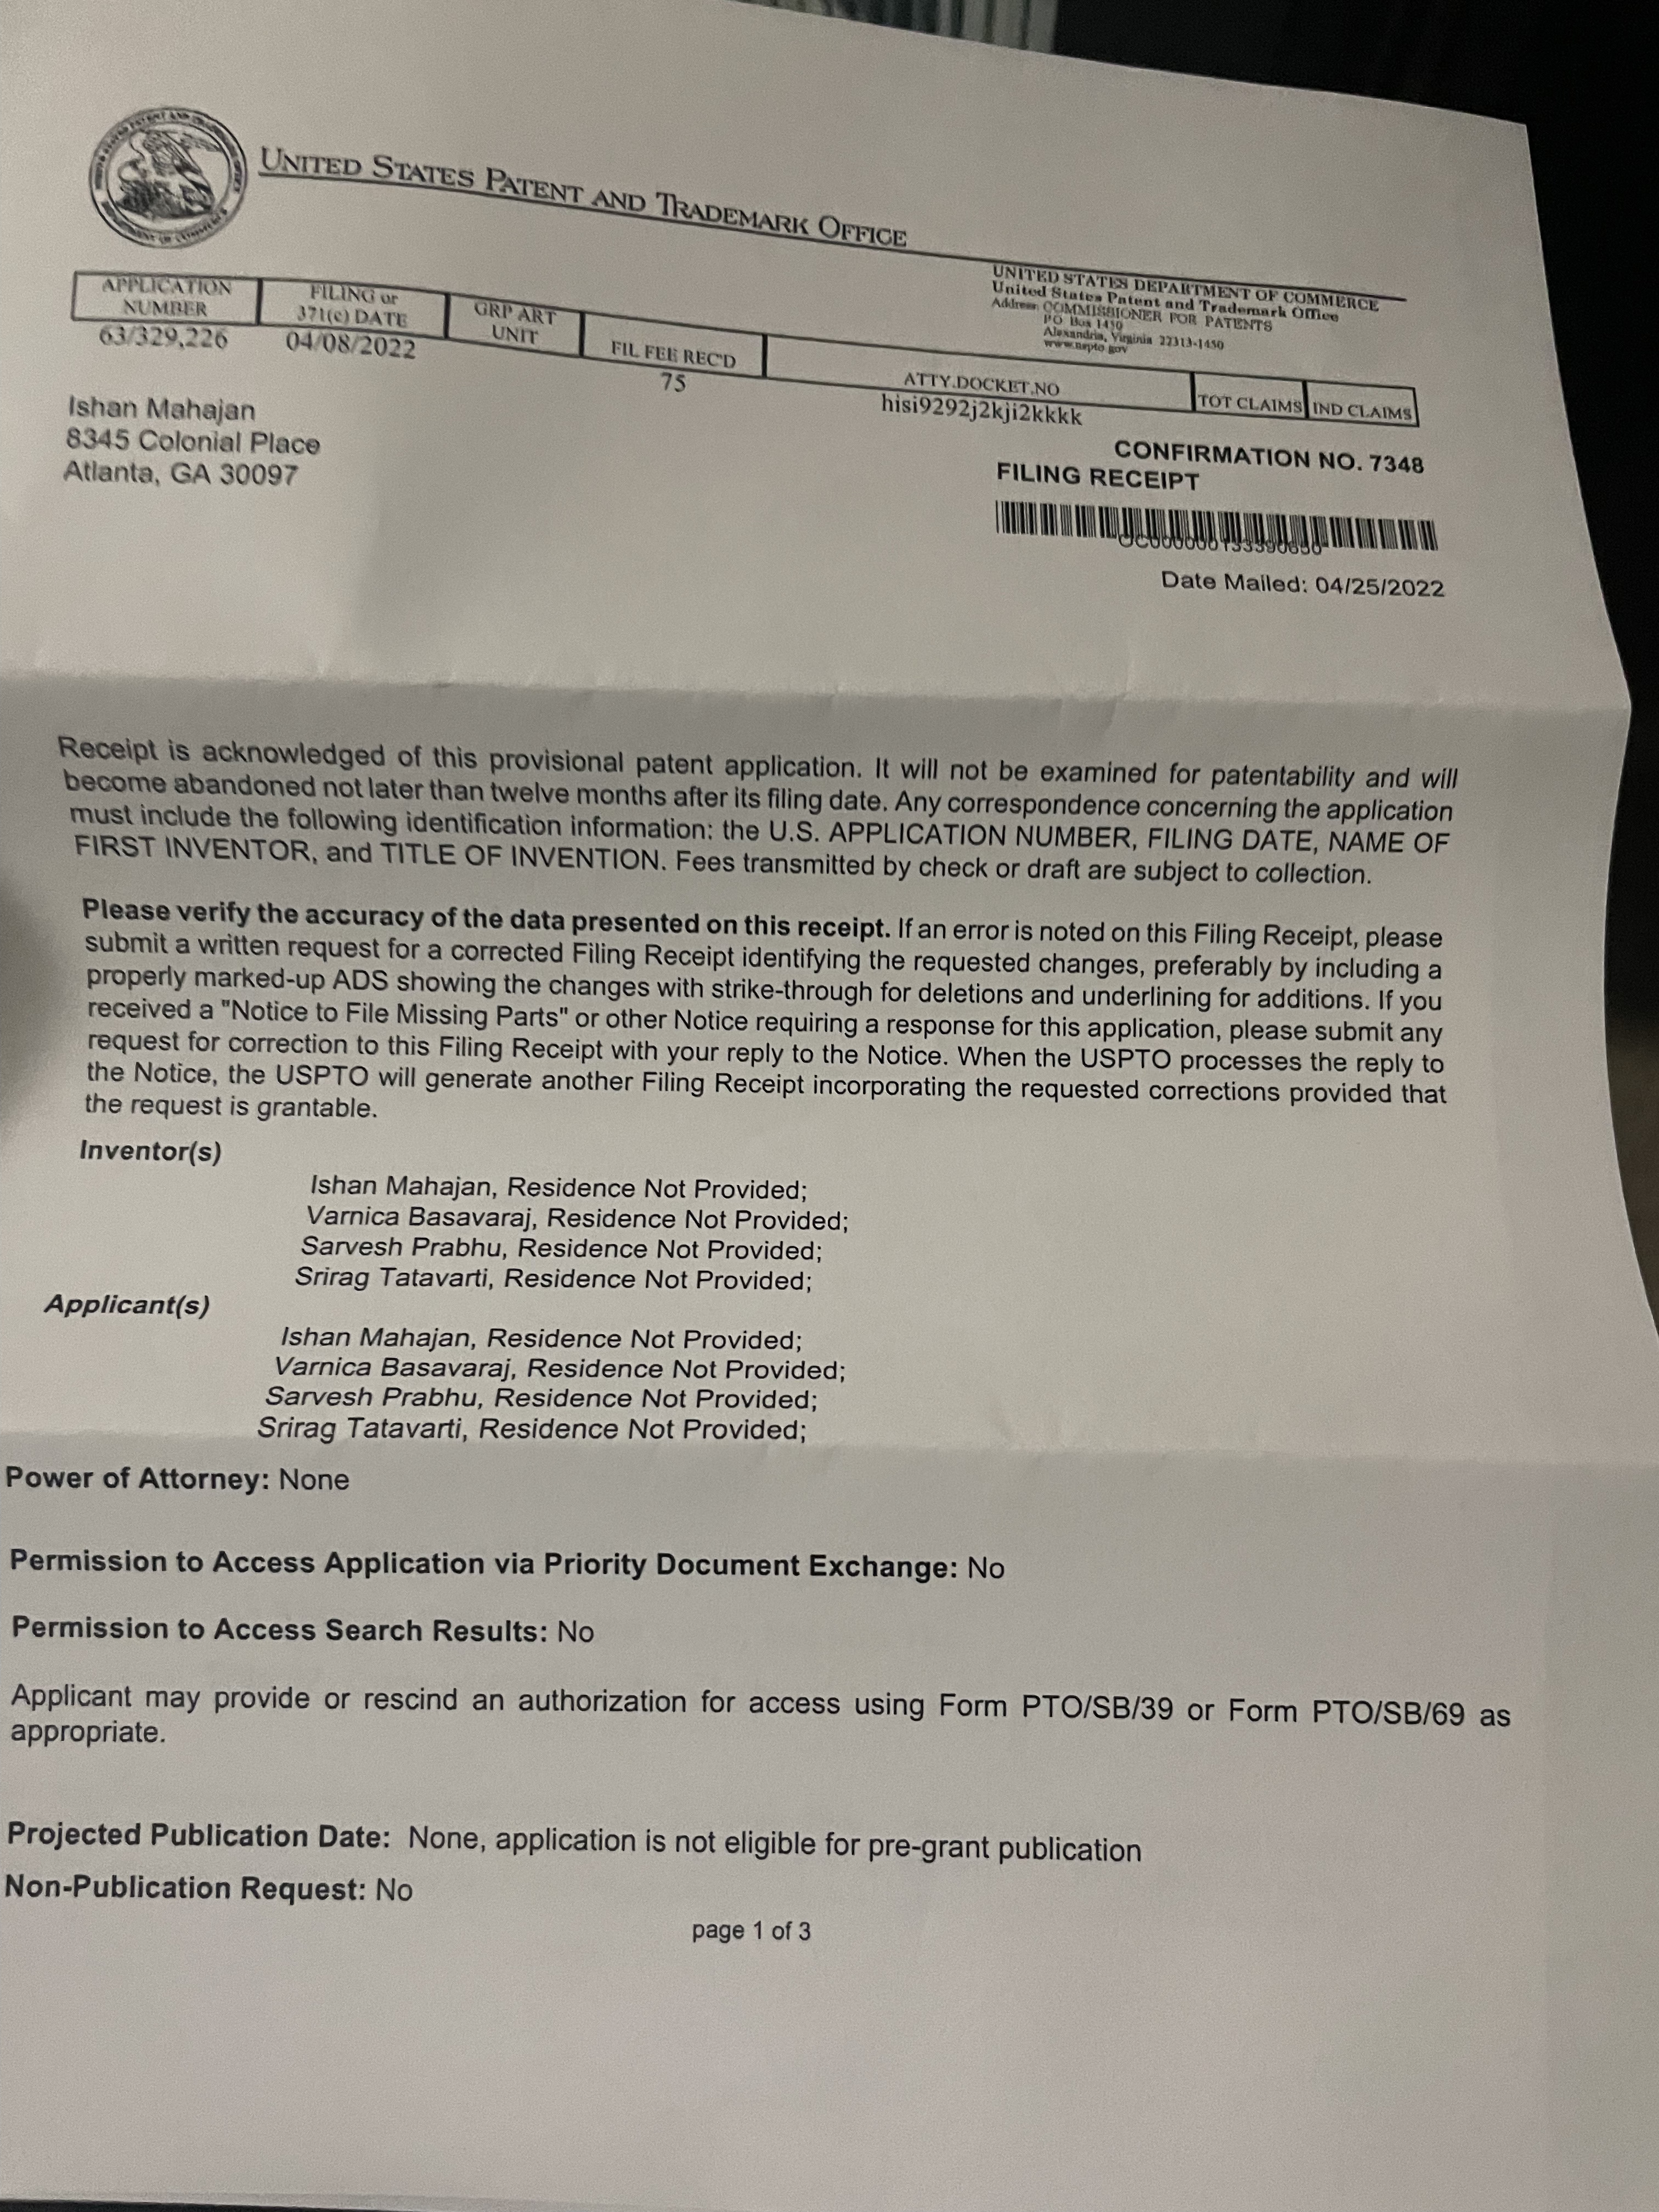 UNITED STATES PATENT AND TRADEMARK OFFICE
UNITED STATES DEPARTMENT OF COMMERCE
United States Patent and Trademark Office
Address: COMMISSIONER FOR PATENTS
PO Box 1450
Alexandria, Virginia 22313-1450
www.uspto.gov
APPLICATION NUMBER
FILING or 371(c) DATE
GRP ART UNIT
FIL FEE REC'D
ATTY.DOCKET.NO
TOT CLAIMS
IND CLAIMS
63/329,226
04/08/2022
75
hisi9292j2kji2kkkk
CONFIRMATION NO. 7348
FILING RECEIPT
Ishan Mahajan
8345 Colonial Place
Atlanta, GA 30097
Date Mailed: 04/25/2022
Receipt is acknowledged of this provisional patent application. It will not be examined for patentability and will
become abandoned not later than twelve months after its filing date. Any correspondence concerning the application
must include the following identification information: the U.S. APPLICATION NUMBER, FILING DATE, NAME OF
FIRST INVENTOR, and TITLE OF INVENTION. Fees transmitted by check or draft are subject to collection.
Please verify the accuracy of the data presented on this receipt. If an error is noted on this Filing Receipt, please
submit a written request for a corrected Filing Receipt identifying the requested changes, preferably by including a
properly marked-up ADS showing the changes with strike-through for deletions and underlining for additions. If you
received a "Notice to File Missing Parts" or other Notice requiring a response for this application, please submit any
request for correction to this Filing Receipt with your reply to the Notice. When the USPTO processes the reply to
the Notice, the USPTO will generate another Filing Receipt incorporating the requested corrections provided that
the request is grantable.
Inventor(s)
Ishan Mahajan, Residence Not Provided;
Varnica Basavaraj, Residence Not Provided;
Sarvesh Prabhu, Residence Not Provided;
Srirag Tatavarti, Residence Not Provided;
Applicant(s)
Ishan Mahajan, Residence Not Provided;
Varnica Basavaraj, Residence Not Provided;
Sarvesh Prabhu, Residence Not Provided;
Srirag Tatavarti, Residence Not Provided;
Power of Attorney: None
Permission to Access Application via Priority Document Exchange: No
Permission to Access Search Results: No
Applicant may provide or rescind an authorization for access using Form PTO/SB/39 or Form PTO/SB/69 as
appropriate.
Projected Publication Date: None, application is not eligible for pre-grant publication
Non-Publication Request: No
page 1 of 3